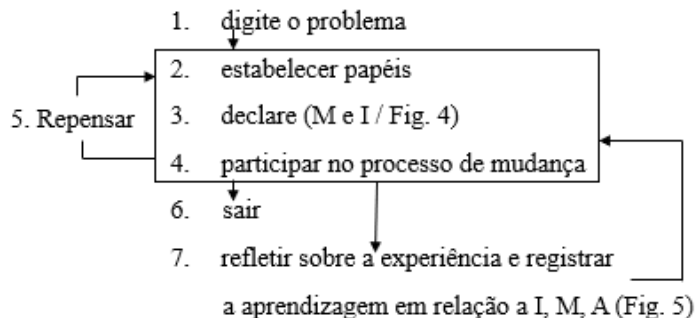 1. digite o problema
2. estabelecer papéis
5. Repensar
3. declare (M e I / Fig. 4)
4. participar no processo de mudança
6. sair
7. refletir sobre a experiência e registrar
a aprendizagem em relação a I, M, A (Fig. 5)